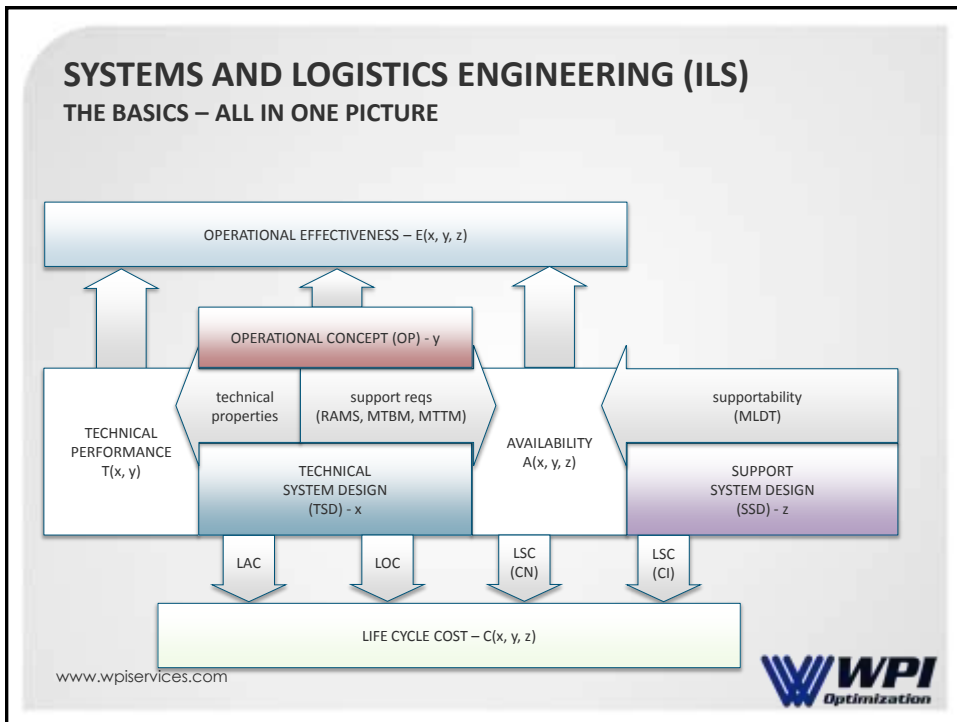 SYSTEMS AND LOGISTICS ENGINEERING (ILS)
THE BASICS – ALL IN ONE PICTURE
OPERATIONAL EFFECTIVENESS – E(x, y, z)
OPERATIONAL CONCEPT (OP) - y
technical
properties
support reqs
(RAMS, MTBM, MTTM)
supportability
(MLDT)
TECHNICAL
PERFORMANCE
T(x, y)
AVAILABILITY
A(x, y, z)
TECHNICAL
SYSTEM DESIGN
(TSD) - x
SUPPORT
SYSTEM DESIGN
(SSD) - z
LAC
LOC
LSC
(CN)
LSC
(CI)
LIFE CYCLE COST – C(x, y, z)
www.wpiservices.com
WPI
Optimization